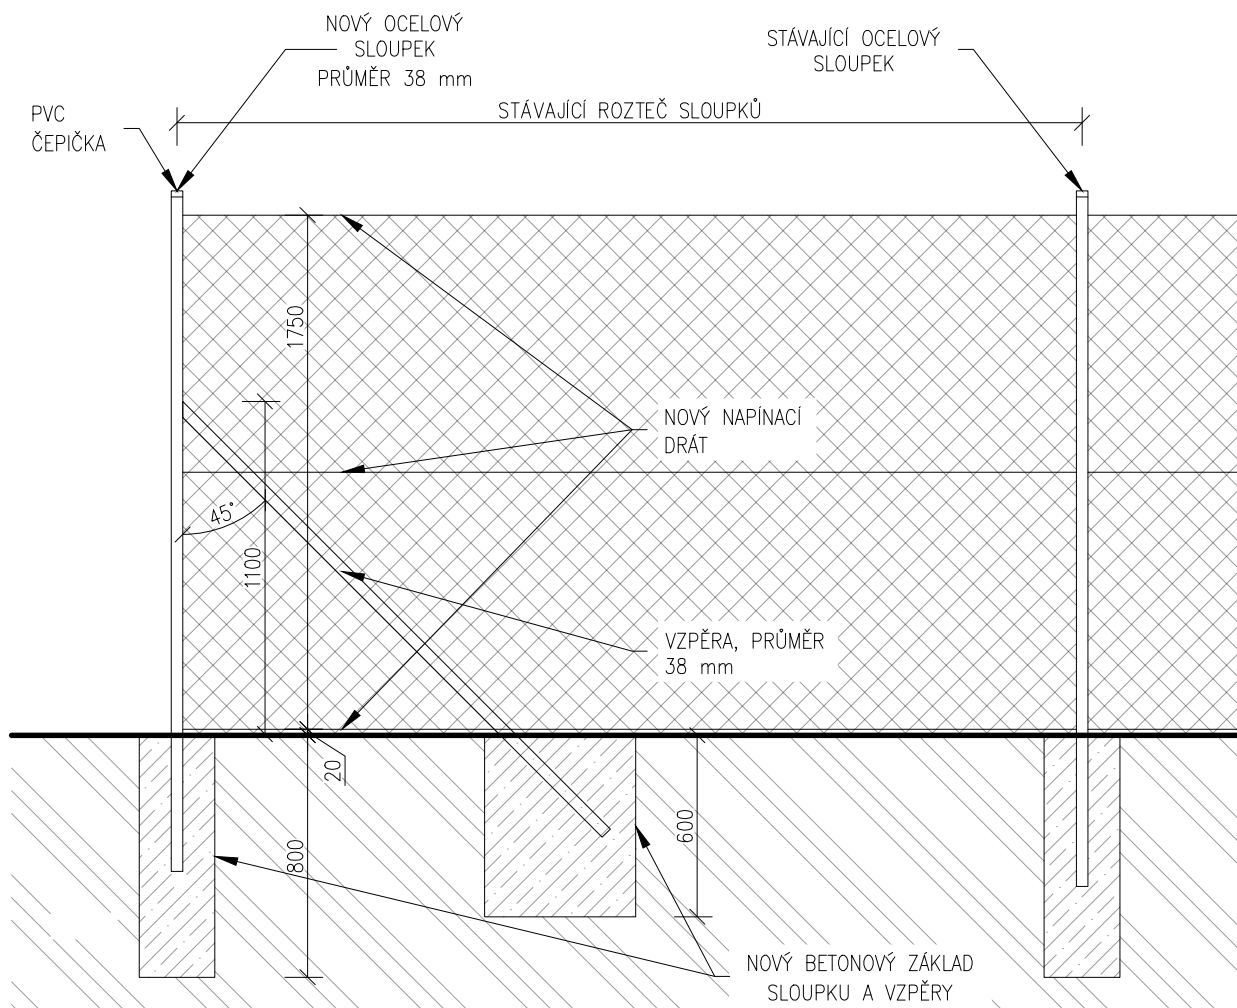 NOVÝ OCELOVÝ
SLOUPEK
PRŮMĚR 38 mm
STÁVAJÍCÍ OCELOVÝ
SLOUPEK
PVC
ČEPIČKA
STÁVAJÍCÍ ROZTEČ SLOUPKŮ
1750
NOVÝ NAPÍNACÍ
DRÁT
45°
1100
VZPĚRA, PRŮMĚR
38 mm
20
800
600
NOVÝ BETONOVÝ ZÁKLAD
SLOUPKU A VZPĚRY